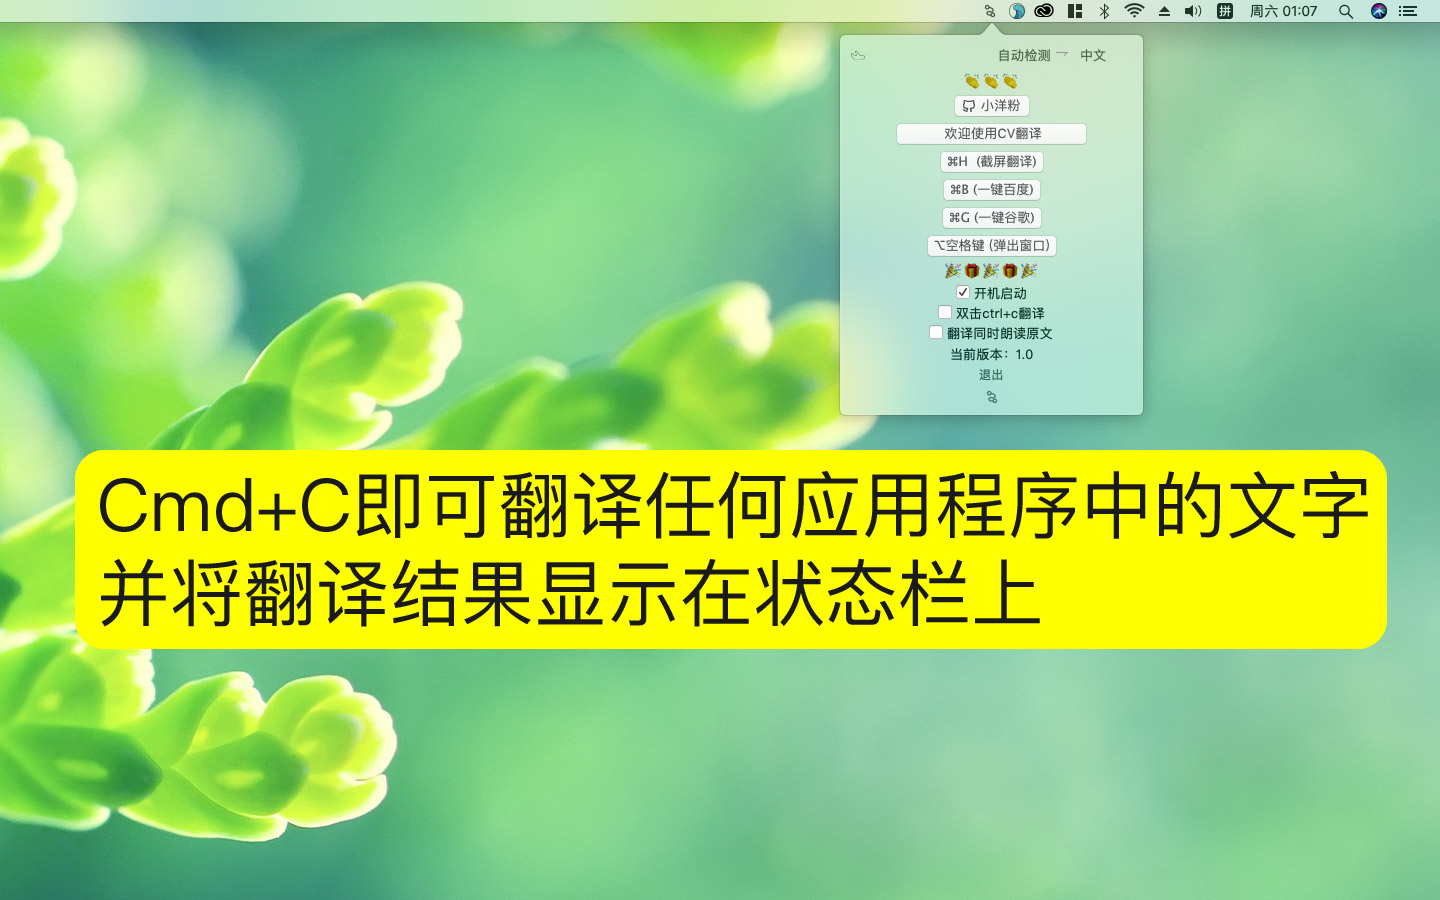 周六 01:07
自动检测 中文
小洋粉
欢迎使用CV翻译
⌘H (截屏翻译)
⌘B (一键百度)
⌘G (一键谷歌)
⌥空格键 (弹出窗口)
开机启动
双击ctrl+c翻译
翻译同时朗读原文
当前版本：1.0
退出
Cmd+C即可翻译任何应用程序中的文字
并将翻译结果显示在状态栏上